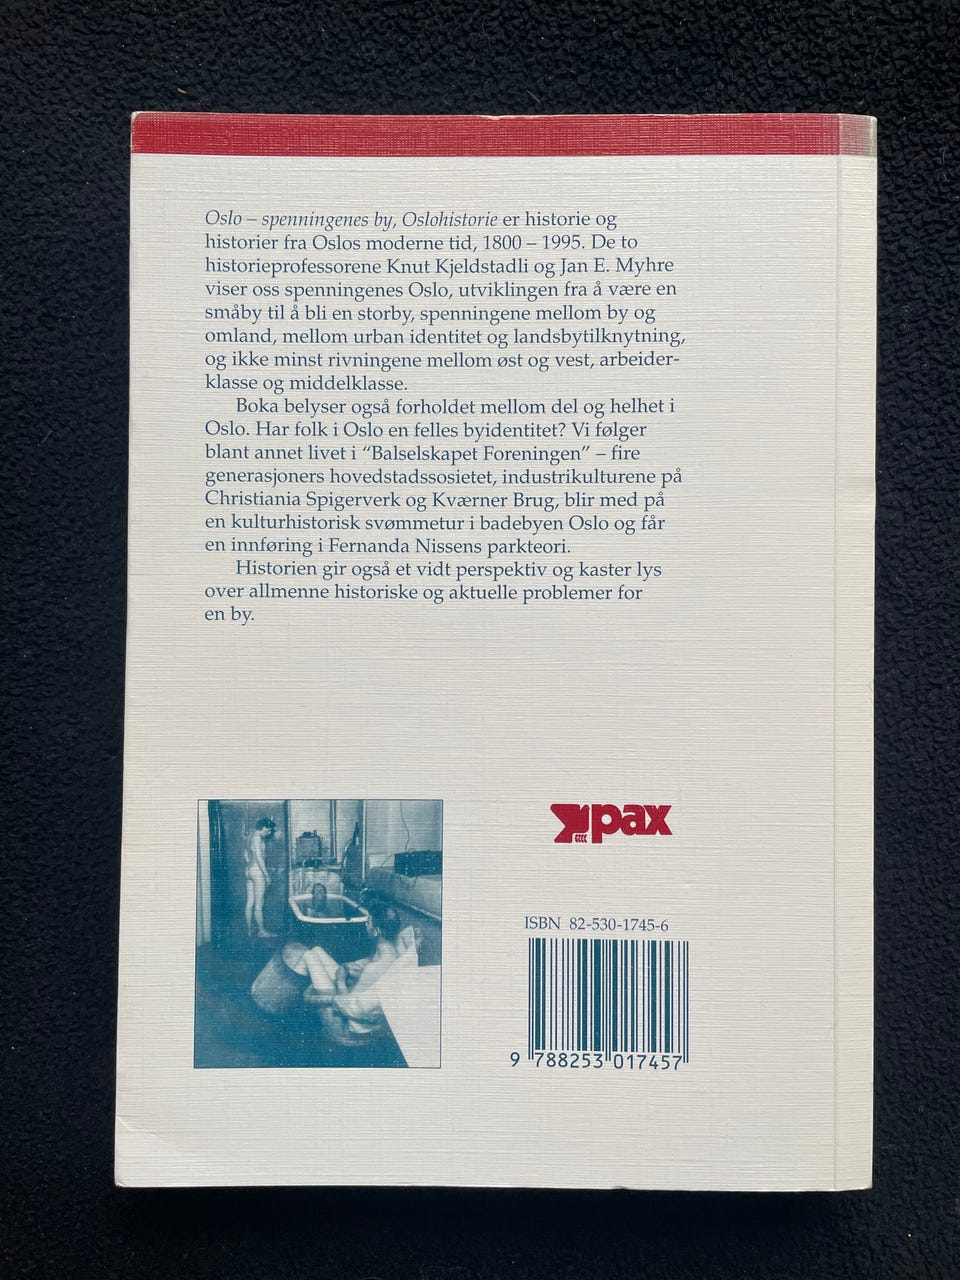 Oslo – spenningenes by, Oslohistorie er historie og
historier fra Oslos moderne tid, 1800 – 1995. De to
historieprofessorene Knut Kjeldstadli og Jan E. Myhre
viser oss spenningenes Oslo, utviklingen fra å være en
småby til å bli en storby, spenningene mellom by og
omland, mellom urban identitet og landsbytilknytning,
og ikke minst rivningene mellom øst og vest, arbeider-
klasse og middelklasse.
Boka belyser også forholdet mellom del og helhet i
Oslo. Har folk i Oslo en felles byidentitet? Vi følger
blant annet livet i “Balselskapet Foreningen” – fire
generasjoners hovedstadssosietet, industrikulturene på
Christiania Spigerverk og Kværner Brug, blir med på
en kulturhistorisk svømmetur i badebyen Oslo og får
en innføring i Fernanda Nissens parkteori.
Historien gir også et vidt perspektiv og kaster lys
over allmenne historiske og aktuelle problemer for
en by.
pax
ISBN 82-530-1745-6
9 788253 017457